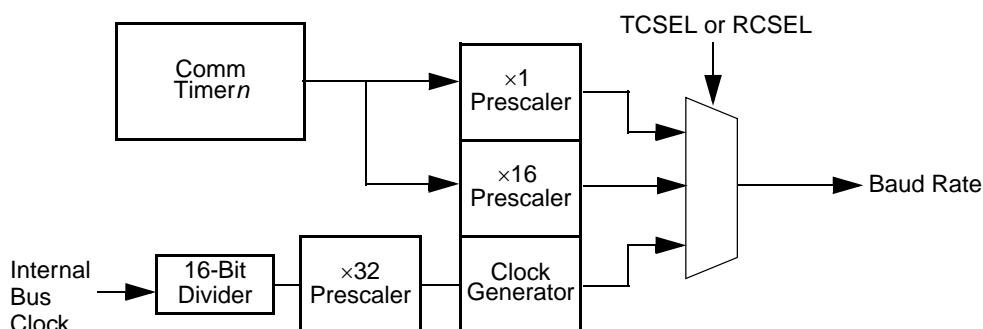 TCSEL or RCSEL
Comm
Timern
×1
Prescaler
×16
Prescaler
Baud Rate
Internal
Bus
Clock
16-Bit
Divider
×32
Prescaler
Clock
Generator